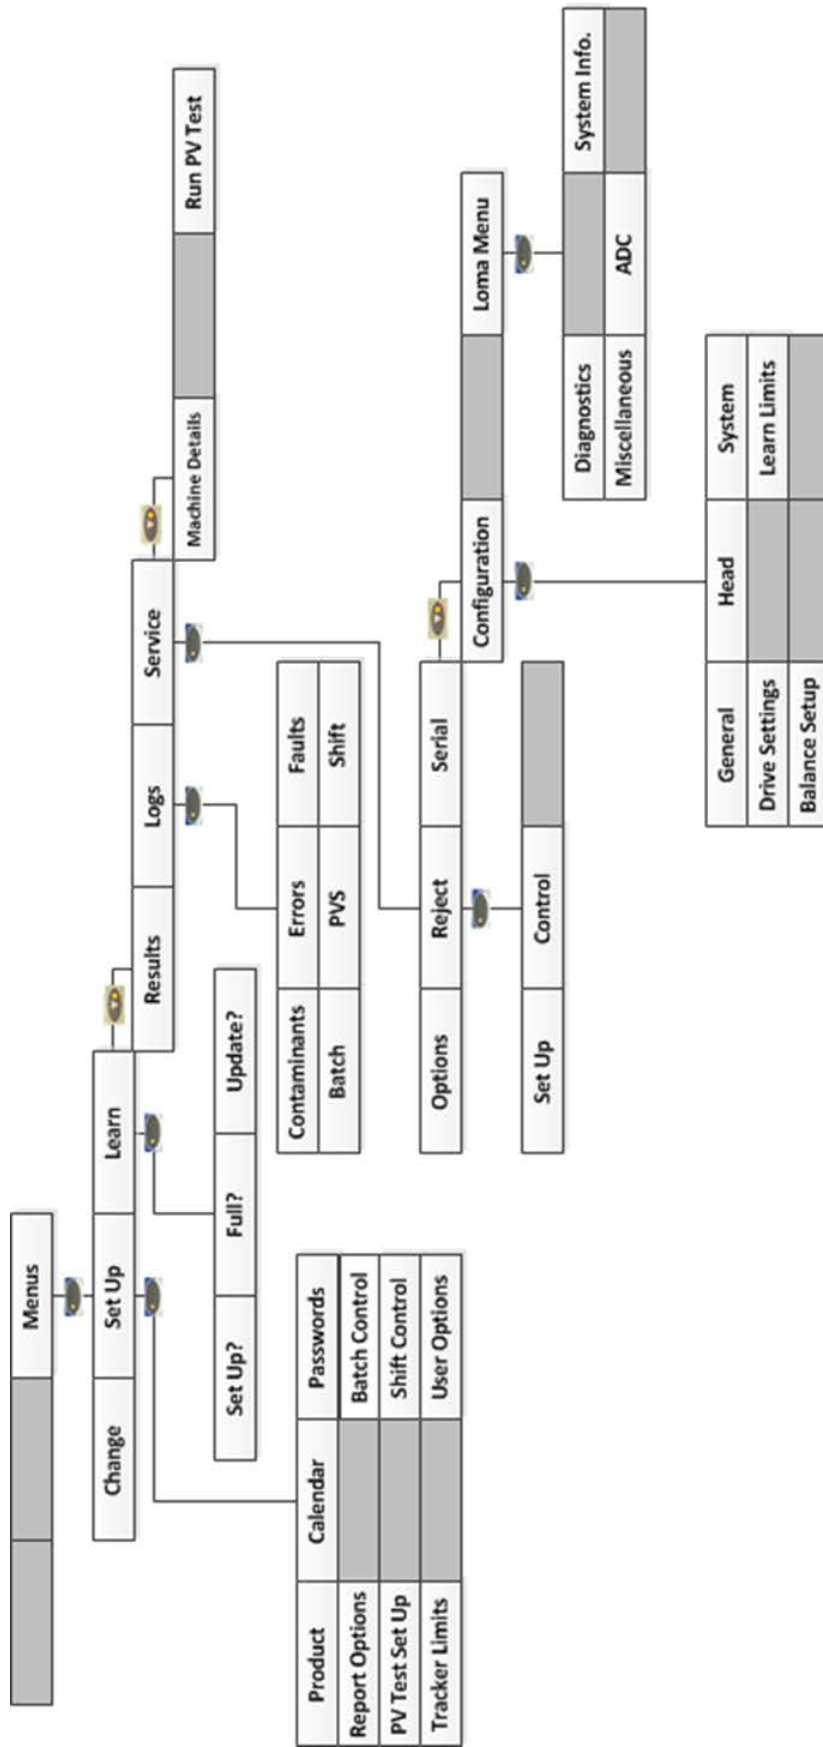 Menus
Change Set Up Learn
Results Logs Service
Machine Details Run PV Test
Set Up? Full? Update?
Product Calendar Passwords
Report Options Batch Control
PV Test Set Up Shift Control
Tracker Limits User Options
Contaminants Errors Faults
Batch PVS Shift
Options Reject Serial
Configuration Loma Menu
Set Up Control
Diagnostics System Info.
Miscellaneous ADC
General Head System
Drive Settings Learn Limits
Balance Setup